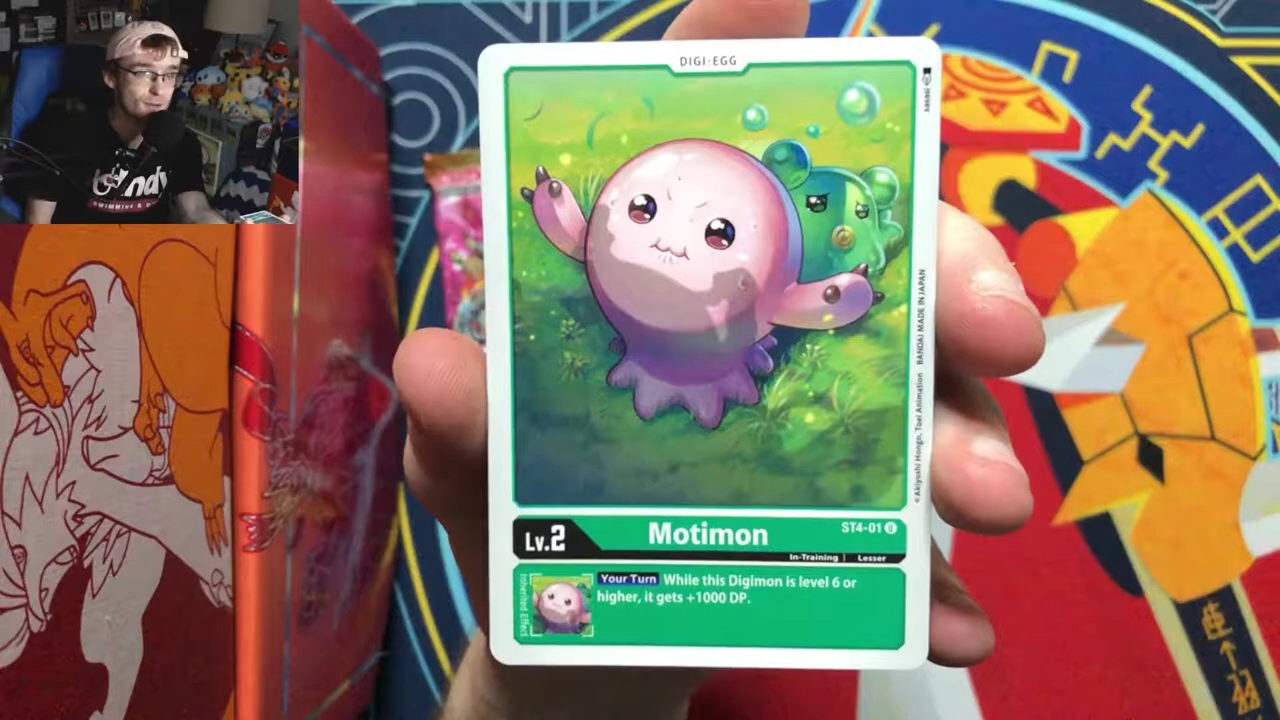 DIGI-EGG
sasasi
© Akiyoshi Hongo, Toei Animation BANDAI MADE IN JAPAN
Lv.2
Motimon
ST4-01 U
In-Training | Lesser
Inherited Effect
Your Turn While this Digimon is level 6 or
higher, it gets +1000 DP.